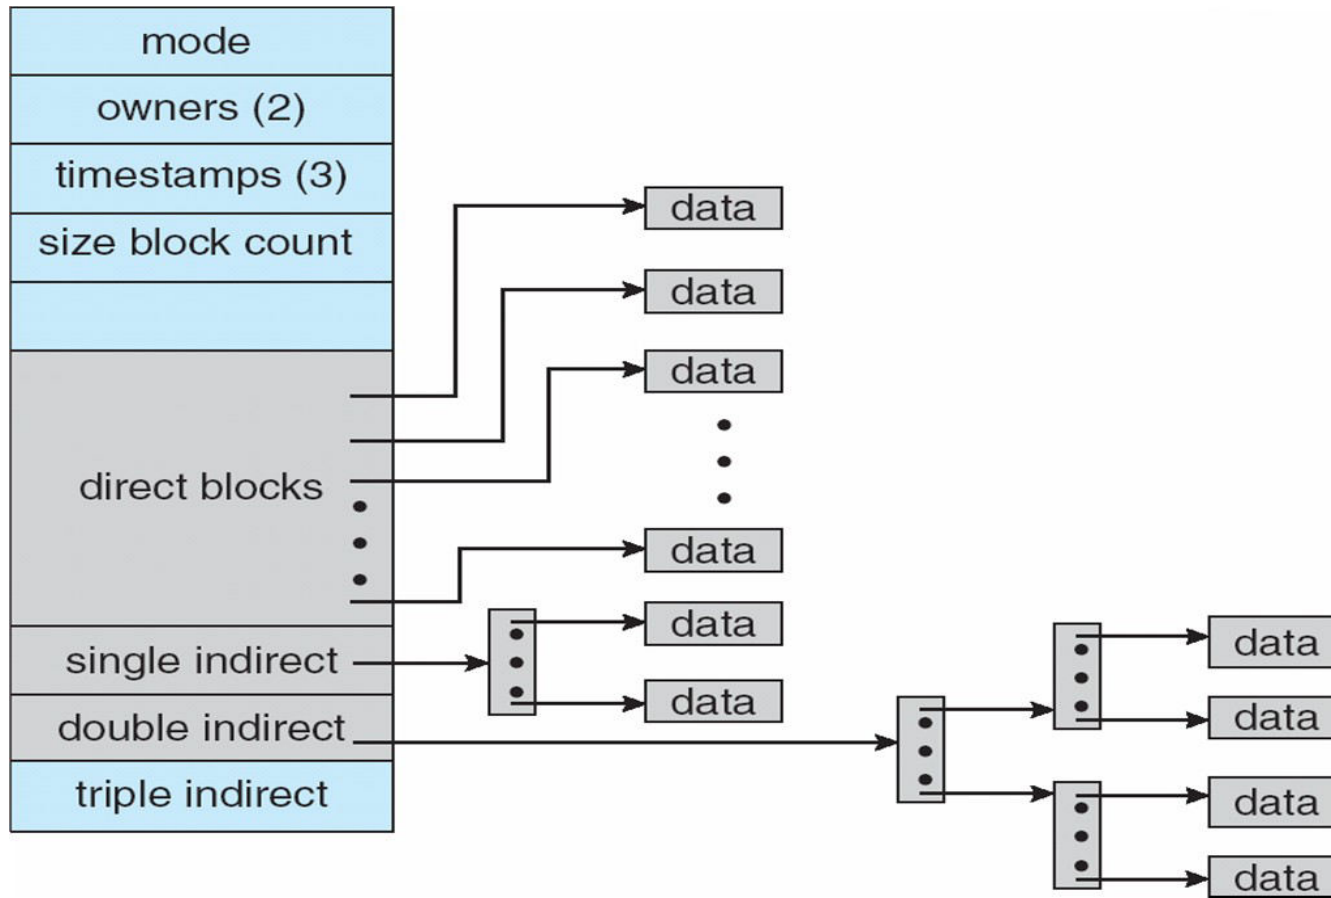 mode
owners (2)
timestamps (3)
size block count
direct blocks
single indirect
double indirect
triple indirect
data
data
data
data
data
data
data
data
data
data